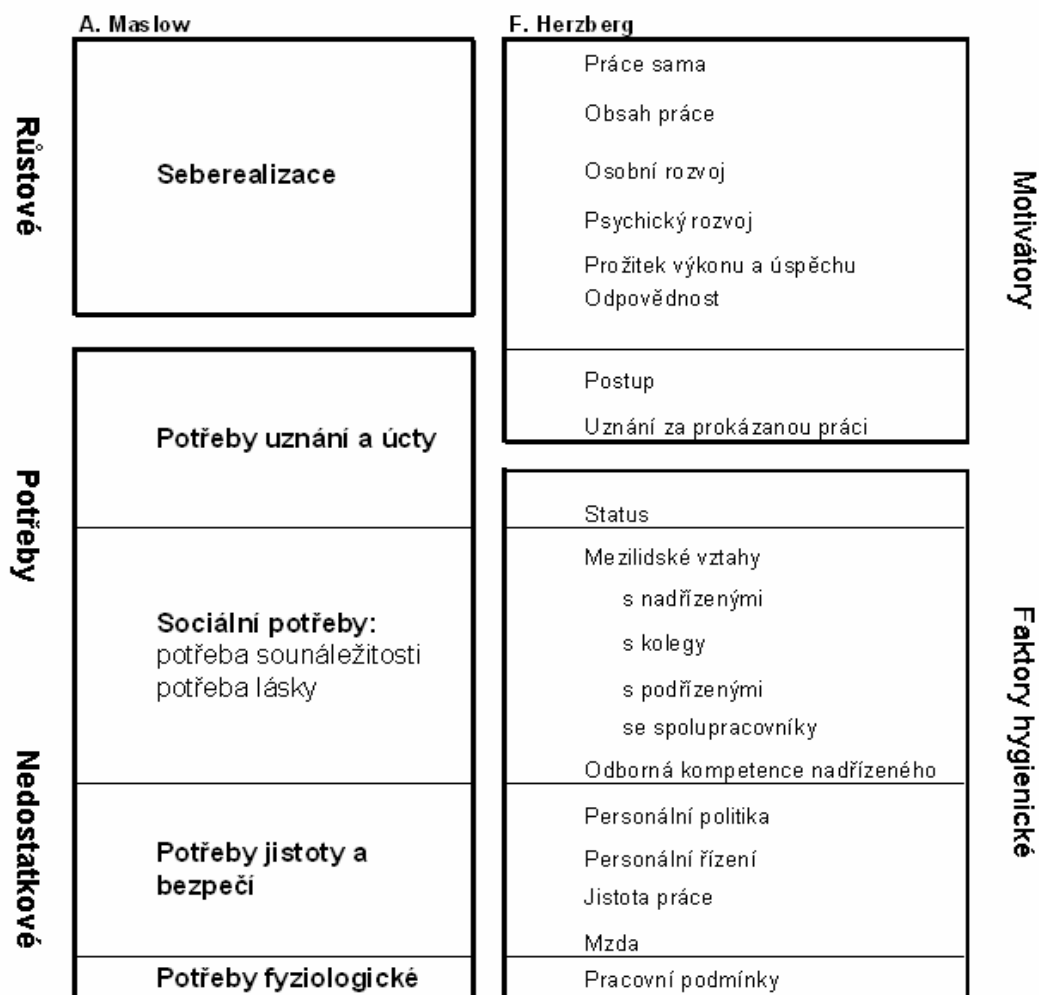 A. Maslow
F. Herzberg
Růstové
Potřeby
Nedostatkové
Seberealizace
Potřeby uznání a úcty
Sociální potřeby:
potřeba sounáležitosti
potřeba lásky
Potřeby jistoty a
bezpečí
Potřeby fyziologické
Práce sama
Obsah práce
Osobní rozvoj
Psychický rozvoj
Prožitek výkonu a úspěchu
Odpovědnost
Postup
Uznání za prokázanou práci
Status
Mezilidské vztahy
s nadřízenými
s kolegy
s podřízenými
se spolupracovníky
Odborná kompetence nadřízeného
Personální politika
Personální řízení
Jistota práce
Mzda
Pracovní podmínky
Motivátory
Faktory hygienické